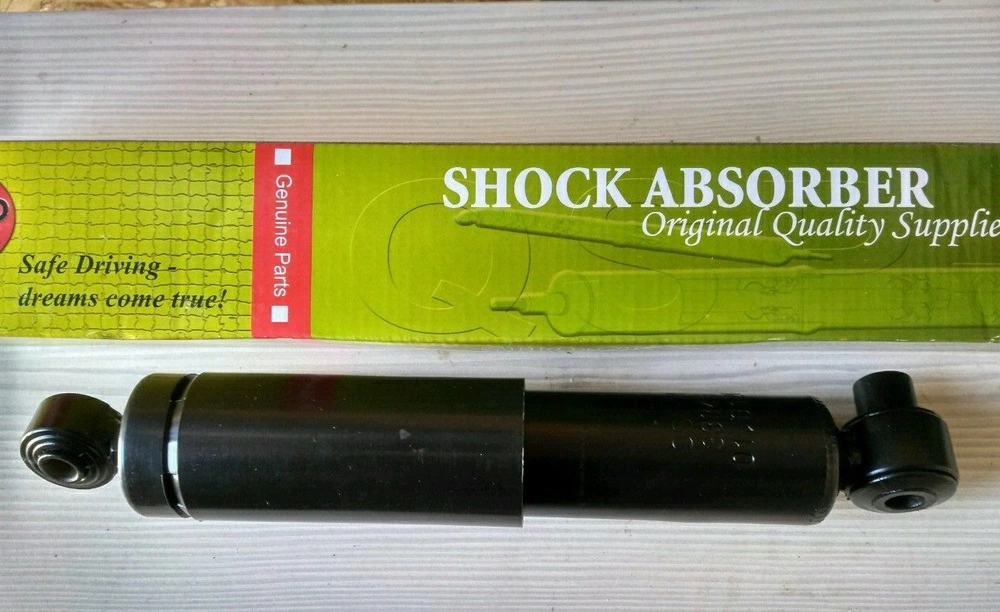 SHOCK ABSORBER
Original Quality Supplie
Genuine Parts
Safe Driving -
dreams come true!